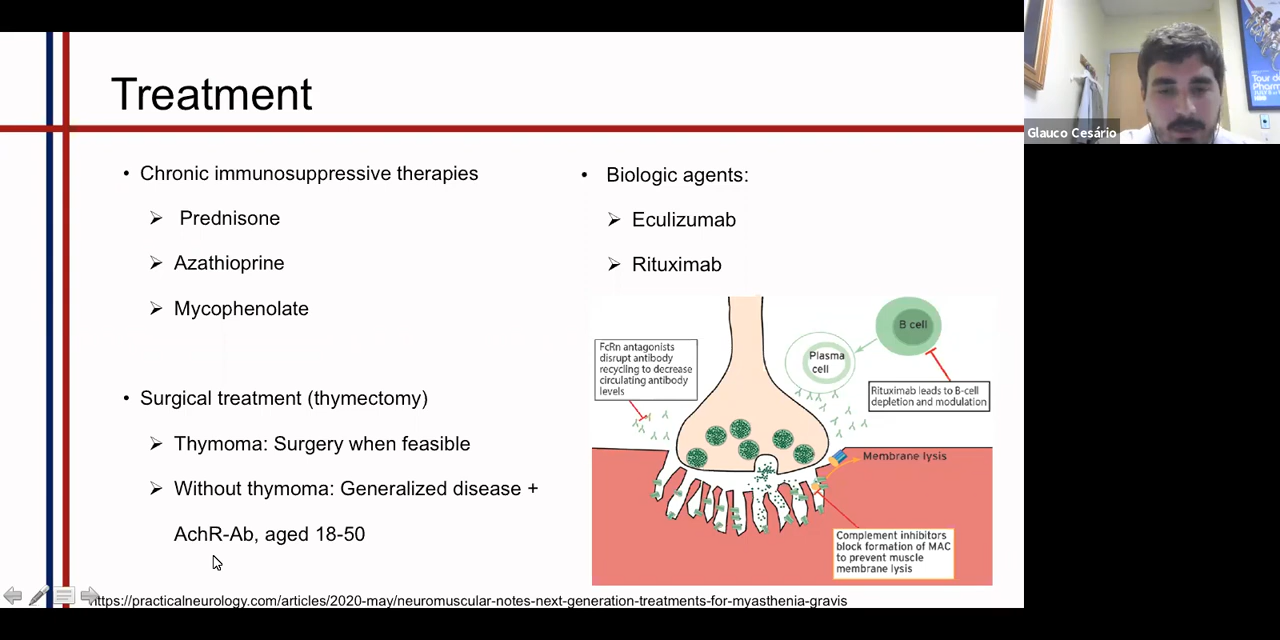 Treatment
• Chronic immunosuppressive therapies
➢ Prednisone
➢ Azathioprine
➢ Mycophenolate
• Surgical treatment (thymectomy)
➢ Thymoma: Surgery when feasible
➢ Without thymoma: Generalized disease +
AchR-Ab, aged 18-50
• Biologic agents:
➢ Eculizumab
➢ Rituximab
FcRn antagonists
disrupt antibody
recycling to decrease
circulating antibody
levels
Plasma
cell
B cell
Rituximab leads to B-cell
depletion and modulation
Membrane lysis
Complement inhibitors
block formation of MAC
to prevent muscle
membrane lysis
https://practicalneurology.com/articles/2020-may/neuromuscular-notes-next-generation-treatments-for-myasthenia-gravis
Glauco Cesário